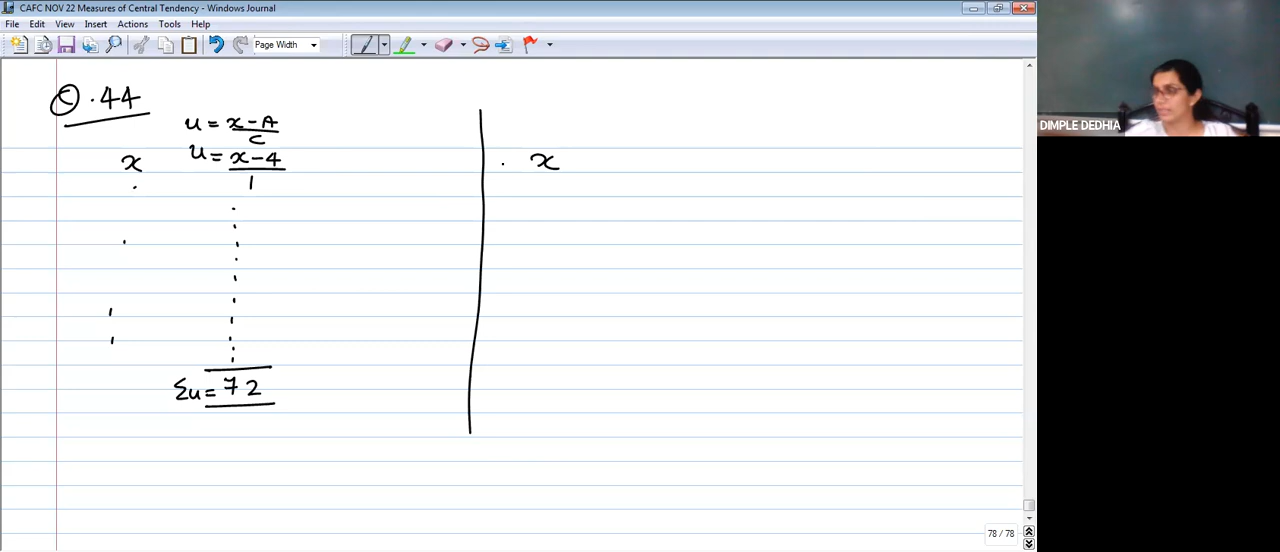 CAFC NOV 22 Measures of Central Tendency - Windows Journal
File Edit View Insert Actions Tools Help
Page Width
Q.44
u = x-A/C
x u = x-4/1
Σu = 72
x
DIMPLE DEDHIA
78 / 78